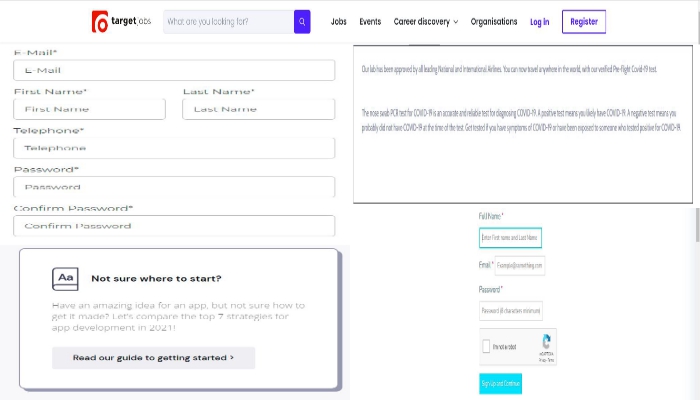 targetjobs
What are you looking for?
Jobs
Events
Career discovery
Organisations
Log in
Register
E-Mail*
E-Mail
First Name*
Last Name*
First Name
Last Name
Telephone*
Telephone
Password*
Password
Confirm Password*
Confirm Password
Aa
Not sure where to start?
Have an amazing idea for an app, but not sure how to
get it made? Let's compare the top 7 strategies for
app development in 2021!
Read our guide to getting started >
Our lab has been approved by all leading National and International Airlines. You can now travel anywhere in the world, with our verified Pre-Flight Covid-19 test.
The nose swab PCR test for COVID-19 is an accurate and reliable test for diagnosing COVID-19. A positive test means you likely have COVID-19. A negative test means you
probably did not have COVID-19 at the time of the test. Get tested if you have symptoms of COVID-19 or have been exposed to someone who tested positive for COVID-19.
Full Name *
Enter First name and Last Name
Email *
Example@something.com
Password *
Password (8 characters minimum)
I'm not a robot
reCAPTCHA
Privacy - Terms
Sign Up and Continue